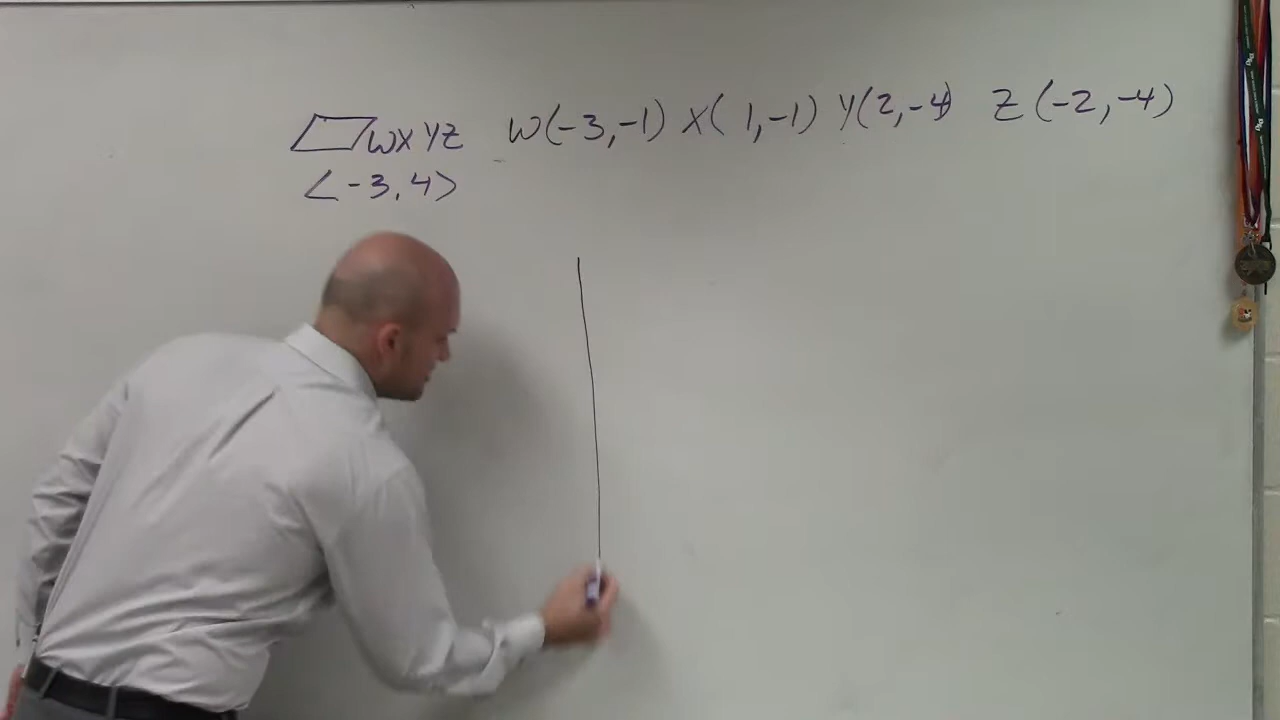 ▱WXYZ W(-3,-1) X(1,-1) Y(2,-4) Z(-2,-4)
<-3,4>